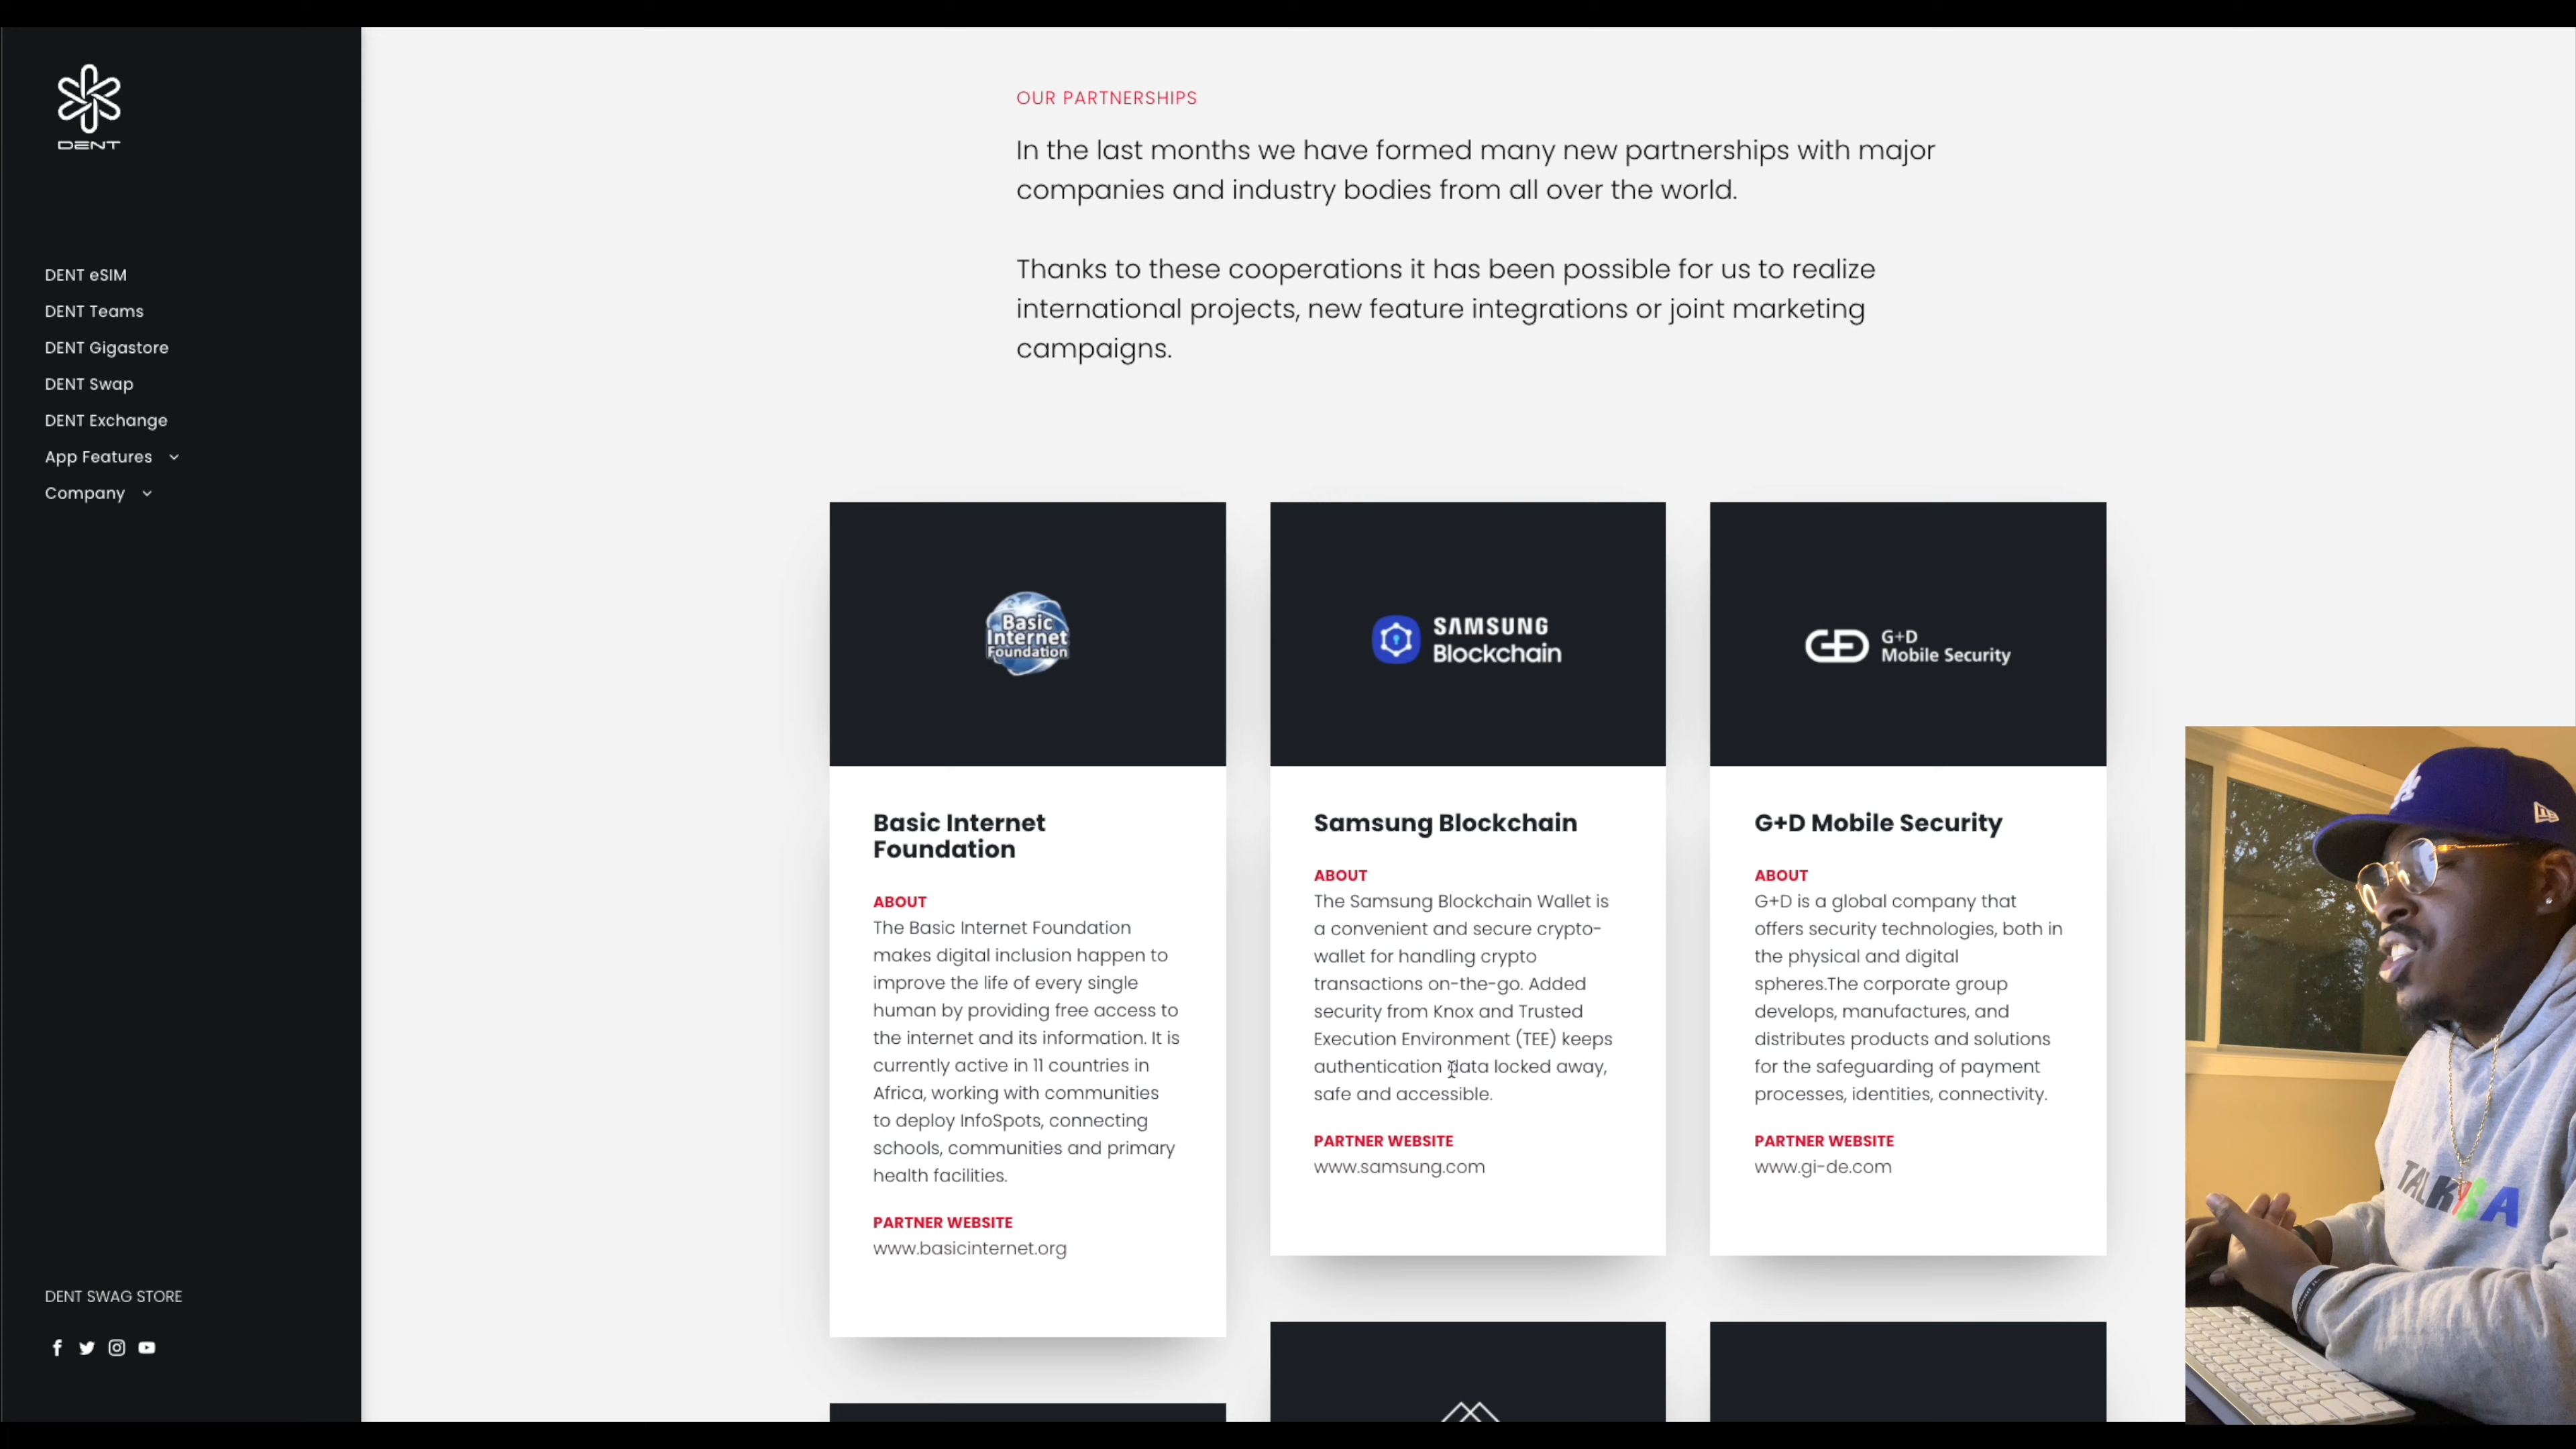 DENT
DENT eSIM
DENT Teams
DENT Gigastore
DENT Swap
DENT Exchange
App Features
Company
DENT SWAG STORE
OUR PARTNERSHIPS
In the last months we have formed many new partnerships with major
companies and industry bodies from all over the world.
Thanks to these cooperations it has been possible for us to realize
international projects, new feature integrations or joint marketing
campaigns.
Basic
Internet
Foundation
Basic Internet
Foundation
ABOUT
The Basic Internet Foundation
makes digital inclusion happen to
improve the life of every single
human by providing free access to
the internet and its information. It is
currently active in 11 countries in
Africa, working with communities
to deploy InfoSpots, connecting
schools, communities and primary
health facilities.
PARTNER WEBSITE
www.basicinternet.org
SAMSUNG
Blockchain
Samsung Blockchain
ABOUT
The Samsung Blockchain Wallet is
a convenient and secure crypto-
wallet for handling crypto
transactions on-the-go. Added
security from Knox and Trusted
Execution Environment (TEE) keeps
authentication data locked away,
safe and accessible.
PARTNER WEBSITE
www.samsung.com
G+D
Mobile Security
G+D Mobile Security
ABOUT
G+D is a global company that
offers security technologies, both in
the physical and digital
spheres.The corporate group
develops, manufactures, and
distributes products and solutions
for the safeguarding of payment
processes, identities, connectivity.
PARTNER WEBSITE
www.gi-de.com
LA